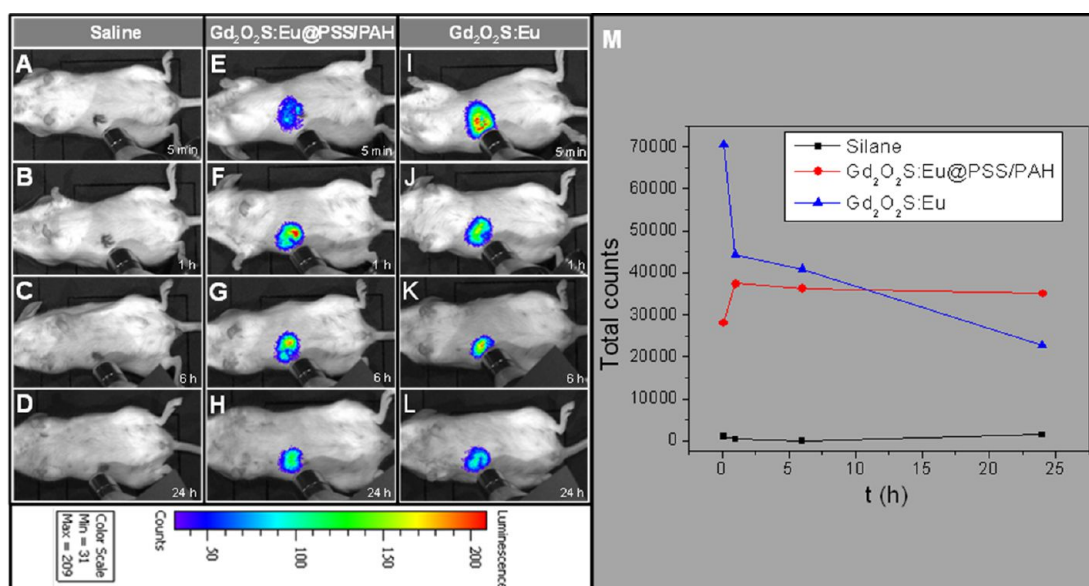 Saline
Gd₂O₂S:Eu@PSS/PAH
Gd₂O₂S:Eu
A
5 min
E
5 min
I
5 min
B
1 h
F
1 h
J
1 h
C
6 h
G
6 h
K
6 h
D
24 h
H
24 h
L
24 h
Color Scale
Min = 31
Max = 209
Counts
50
100
150
200
Luminescence
M
Silane
Gd₂O₂S:Eu@PSS/PAH
Gd₂O₂S:Eu
Total counts
70000
60000
50000
40000
30000
20000
10000
0
0
5
10
15
20
25
t (h)